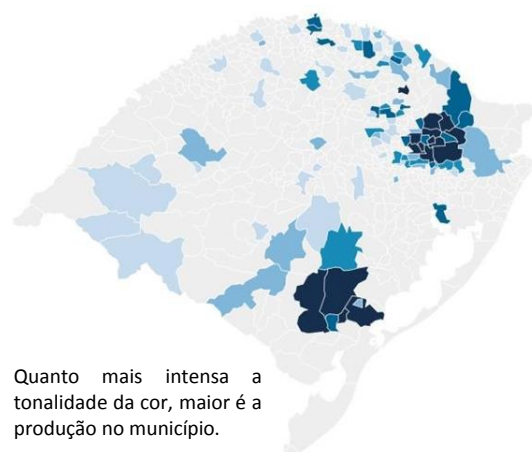 Quanto mais intensa a
tonalidade da cor, maior é a
produção no município.